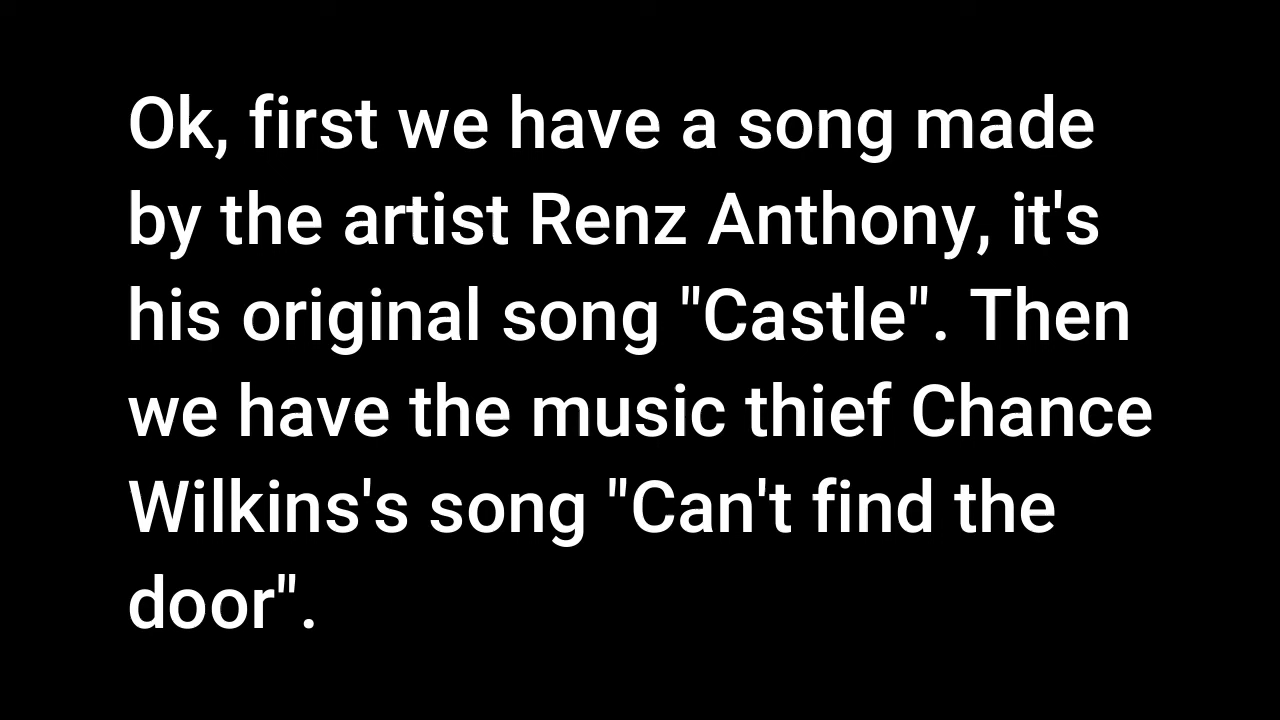 Ok, first we have a song made
by the artist Renz Anthony, it's
his original song "Castle". Then
we have the music thief Chance
Wilkins's song "Can't find the
door".